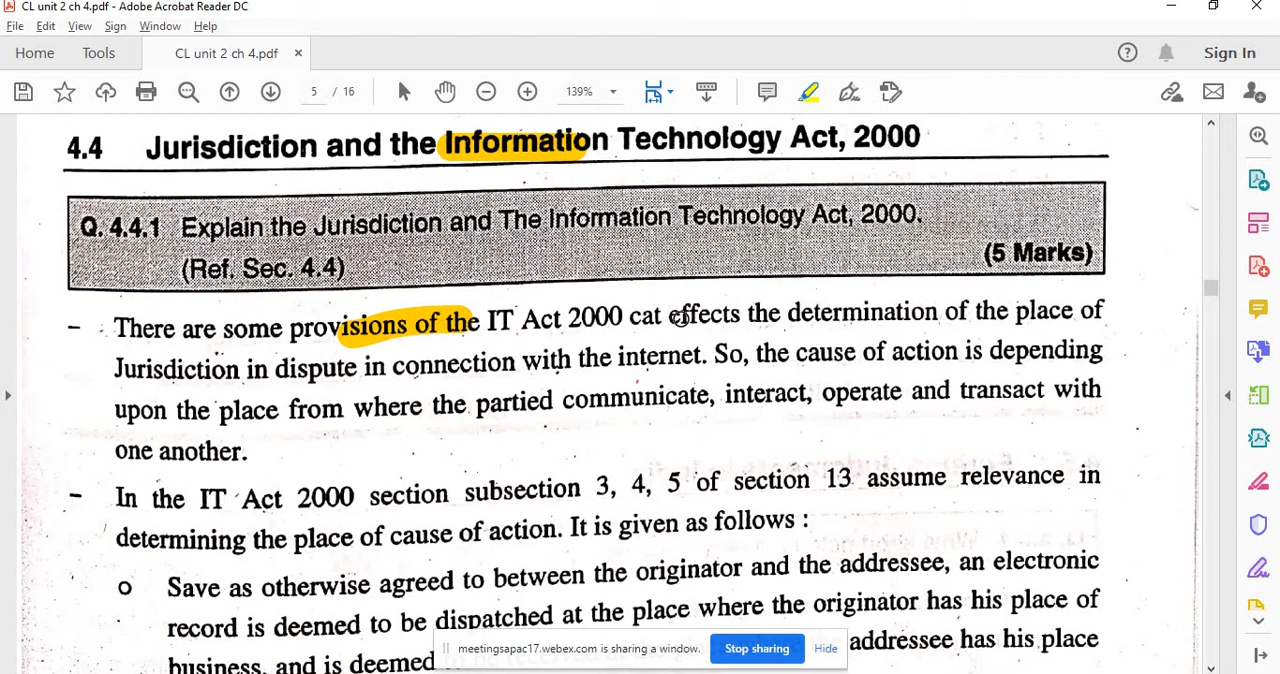 CL unit 2 ch 4.pdf - Adobe Acrobat Reader DC
File Edit View Sign Window Help
Home Tools CL unit 2 ch 4.pdf × Sign In
5 / 16 139%
4.4 Jurisdiction and the Information Technology Act, 2000
Q. 4.4.1 Explain the Jurisdiction and The Information Technology Act, 2000.
(Ref. Sec. 4.4) (5 Marks)
– There are some provisions of the IT Act 2000 cat effects the determination of the place of
Jurisdiction in dispute in connection with the internet. So, the cause of action is depending
upon the place from where the partied communicate, interact, operate and transact with
one another.
– In the IT Act 2000 section subsection 3, 4, 5 of section 13 assume relevance in
determining the place of cause of action. It is given as follows :
o Save as otherwise agreed to between the originator and the addressee, an electronic
record is deemed to be dispatched at the place where the originator has his place of
business, and is deemed to be received at the place where the addressee has his place
meetingsapac17.webex.com is sharing a window. Stop sharing Hide